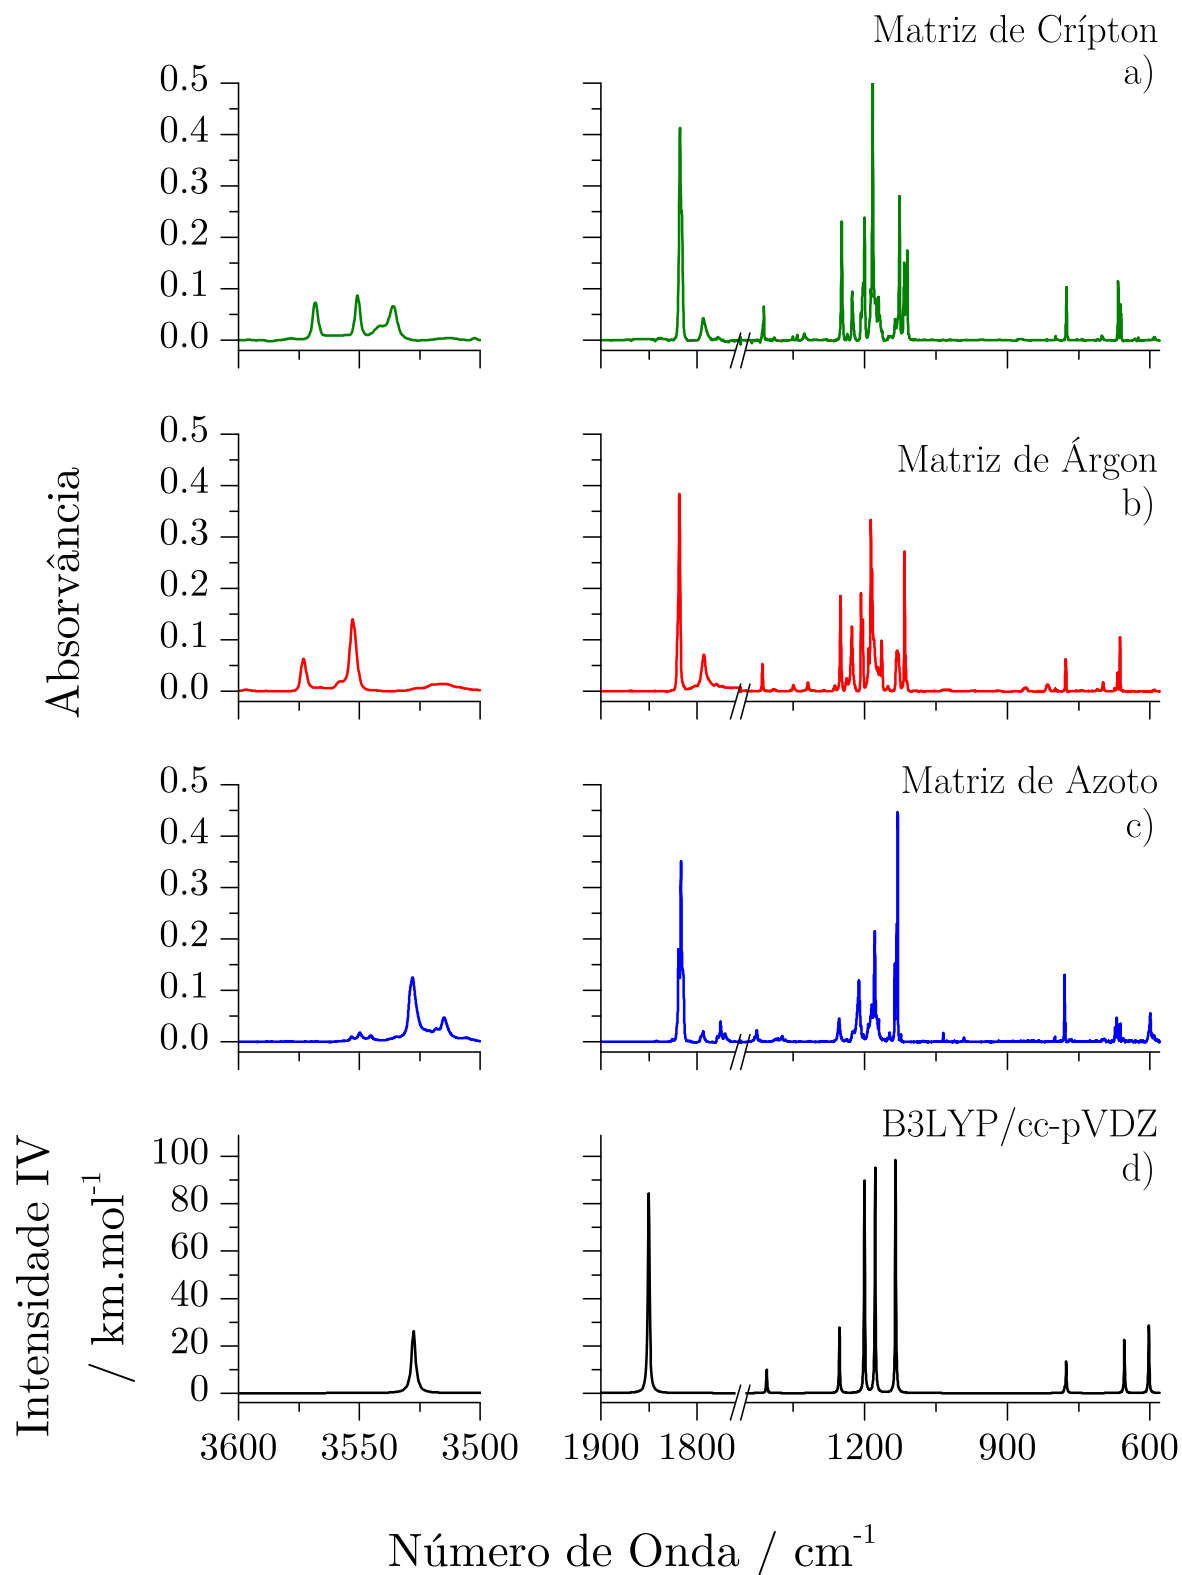 Matriz de Crípton
a)
0.5
0.4
0.3
0.2
0.1
0.0
Matriz de Árgon
b)
0.5
0.4
0.3
0.2
0.1
0.0
Absorvância
Matriz de Azoto
c)
0.5
0.4
0.3
0.2
0.1
0.0
B3LYP/cc-pVDZ
d)
100
80
60
40
20
0
Intensidade IV
/ km.mol⁻¹
3600 3550 3500 1900 1800 1200 900 600
Número de Onda / cm⁻¹